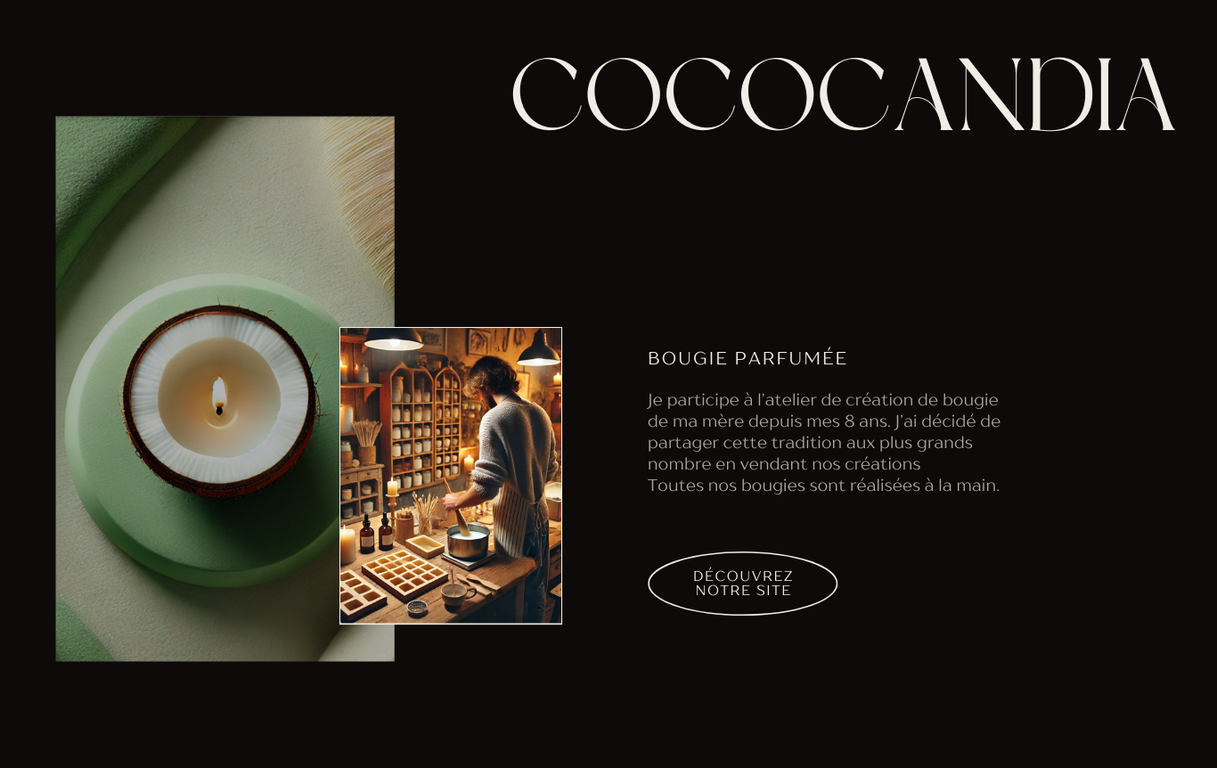 COCOCANDIA
BOUGIE PARFUMÉE
Je participe à l'atelier de création de bougie
de ma mère depuis mes 8 ans. J'ai décidé de
partager cette tradition aux plus grands
nombre en vendant nos créations
Toutes nos bougies sont réalisées à la main.
DÉCOUVREZ
NOTRE SITE